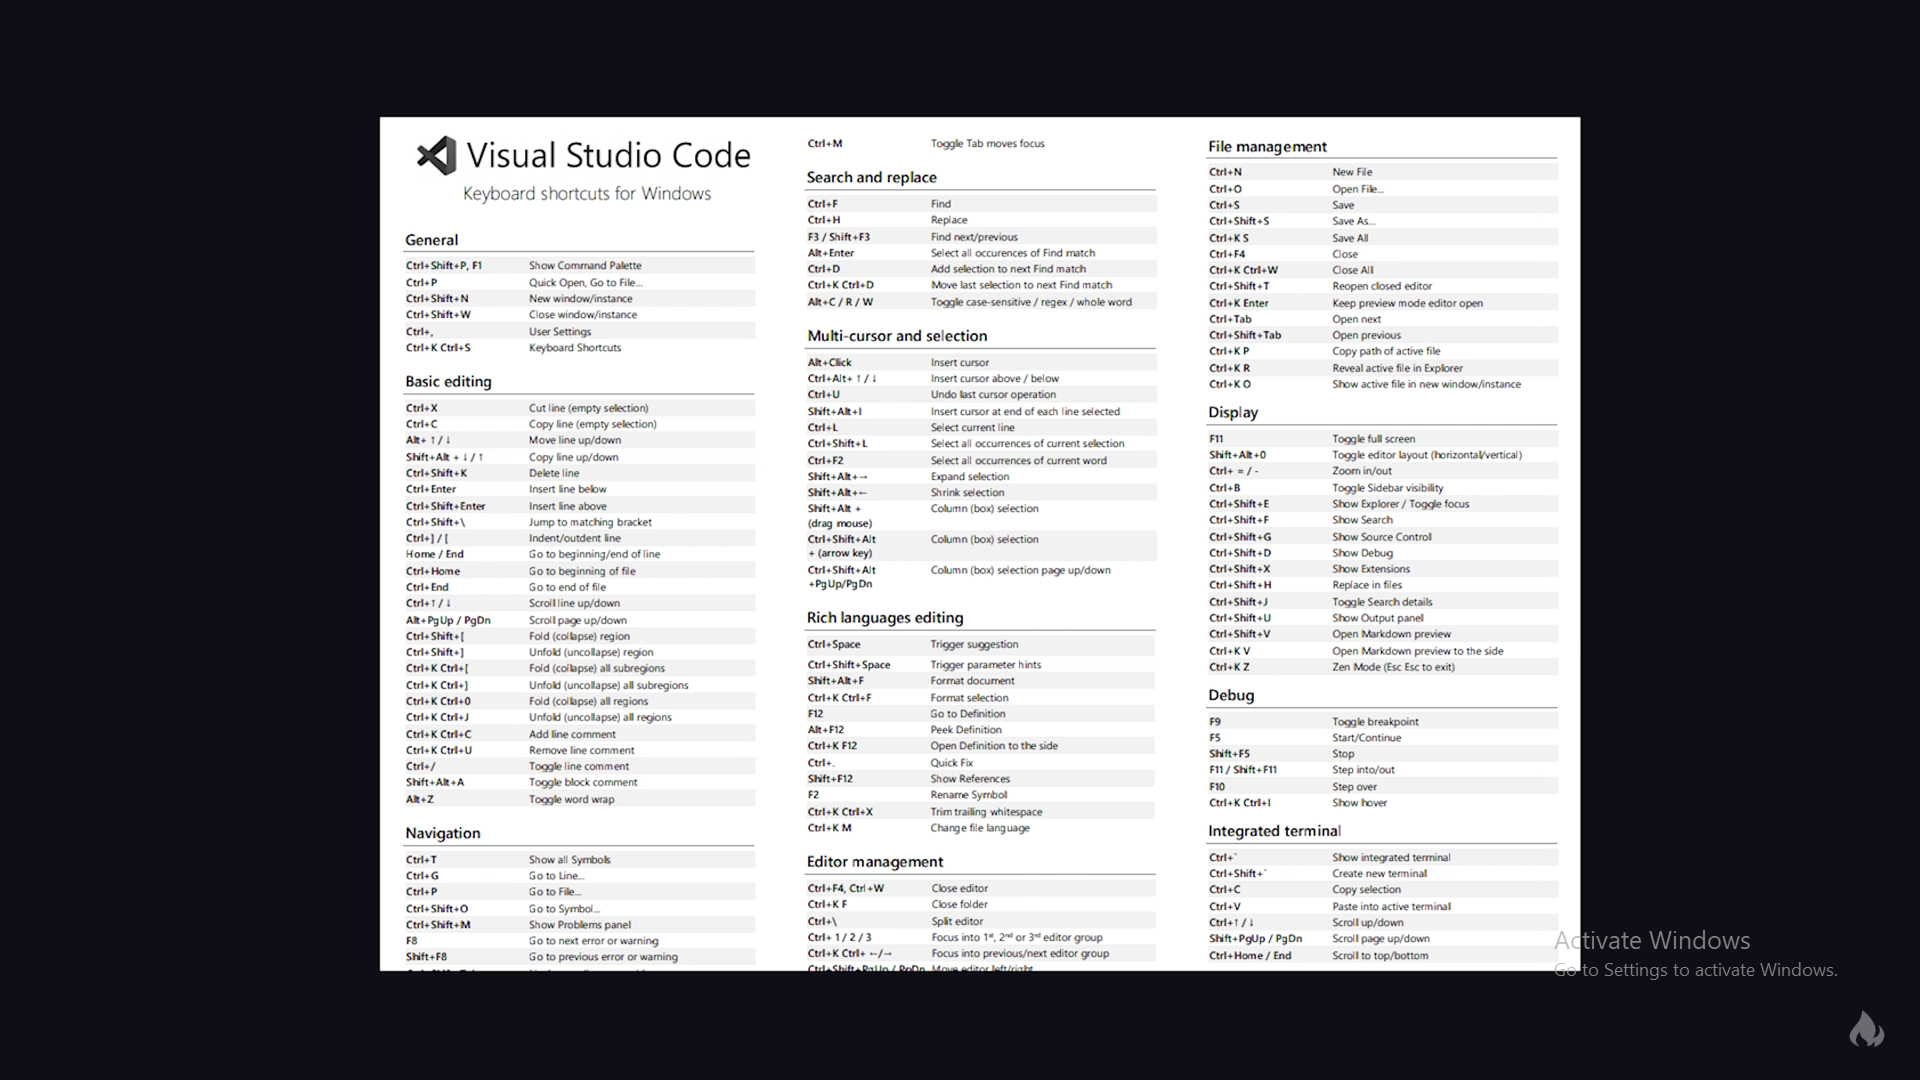 Visual Studio Code
Keyboard shortcuts for Windows
General
Ctrl+Shift+P, F1 Show Command Palette
Ctrl+P Quick Open, Go to File...
Ctrl+Shift+N New window/instance
Ctrl+Shift+W Close window/instance
Ctrl+, User Settings
Ctrl+K Ctrl+S Keyboard Shortcuts
Basic editing
Ctrl+X Cut line (empty selection)
Ctrl+C Copy line (empty selection)
Alt+ ↑ / ↓ Move line up/down
Shift+Alt + ↓ / ↑ Copy line up/down
Ctrl+Shift+K Delete line
Ctrl+Enter Insert line below
Ctrl+Shift+Enter Insert line above
Ctrl+Shift+\ Jump to matching bracket
Ctrl+] / [ Indent/outdent line
Home / End Go to beginning/end of line
Ctrl+Home Go to beginning of file
Ctrl+End Go to end of file
Ctrl+↑ / ↓ Scroll line up/down
Alt+PgUp / PgDn Scroll page up/down
Ctrl+Shift+[ Fold (collapse) region
Ctrl+Shift+] Unfold (uncollapse) region
Ctrl+K Ctrl+[ Fold (collapse) all subregions
Ctrl+K Ctrl+] Unfold (uncollapse) all subregions
Ctrl+K Ctrl+0 Fold (collapse) all regions
Ctrl+K Ctrl+J Unfold (uncollapse) all regions
Ctrl+K Ctrl+C Add line comment
Ctrl+K Ctrl+U Remove line comment
Ctrl+/ Toggle line comment
Shift+Alt+A Toggle block comment
Alt+Z Toggle word wrap
Navigation
Ctrl+T Show all Symbols
Ctrl+G Go to Line...
Ctrl+P Go to File...
Ctrl+Shift+O Go to Symbol...
Ctrl+Shift+M Show Problems panel
F8 Go to next error or warning
Shift+F8 Go to previous error or warning
Ctrl+M Toggle Tab moves focus
Search and replace
Ctrl+F Find
Ctrl+H Replace
F3 / Shift+F3 Find next/previous
Alt+Enter Select all occurences of Find match
Ctrl+D Add selection to next Find match
Ctrl+K Ctrl+D Move last selection to next Find match
Alt+C / R / W Toggle case-sensitive / regex / whole word
Multi-cursor and selection
Alt+Click Insert cursor
Ctrl+Alt+ ↑ / ↓ Insert cursor above / below
Ctrl+U Undo last cursor operation
Shift+Alt+I Insert cursor at end of each line selected
Ctrl+L Select current line
Ctrl+Shift+L Select all occurrences of current selection
Ctrl+F2 Select all occurrences of current word
Shift+Alt+→ Expand selection
Shift+Alt+← Shrink selection
Shift+Alt + Column (box) selection
(drag mouse)
Ctrl+Shift+Alt Column (box) selection
+ (arrow key)
Ctrl+Shift+Alt Column (box) selection page up/down
+PgUp/PgDn
Rich languages editing
Ctrl+Space Trigger suggestion
Ctrl+Shift+Space Trigger parameter hints
Shift+Alt+F Format document
Ctrl+K Ctrl+F Format selection
F12 Go to Definition
Alt+F12 Peek Definition
Ctrl+K F12 Open Definition to the side
Ctrl+. Quick Fix
Shift+F12 Show References
F2 Rename Symbol
Ctrl+K Ctrl+X Trim trailing whitespace
Ctrl+K M Change file language
Editor management
Ctrl+F4, Ctrl+W Close editor
Ctrl+K F Close folder
Ctrl+\ Split editor
Ctrl+ 1 / 2 / 3 Focus into 1st, 2nd or 3rd editor group
Ctrl+K Ctrl+ ←/→ Focus into previous/next editor group
Ctrl+Shift+PgUp / PgDn Move editor left/right
File management
Ctrl+N New File
Ctrl+O Open File...
Ctrl+S Save
Ctrl+Shift+S Save As...
Ctrl+K S Save All
Ctrl+F4 Close
Ctrl+K Ctrl+W Close All
Ctrl+Shift+T Reopen closed editor
Ctrl+K Enter Keep preview mode editor open
Ctrl+Tab Open next
Ctrl+Shift+Tab Open previous
Ctrl+K P Copy path of active file
Ctrl+K R Reveal active file in Explorer
Ctrl+K O Show active file in new window/instance
Display
F11 Toggle full screen
Shift+Alt+0 Toggle editor layout (horizontal/vertical)
Ctrl+ = / - Zoom in/out
Ctrl+B Toggle Sidebar visibility
Ctrl+Shift+E Show Explorer / Toggle focus
Ctrl+Shift+F Show Search
Ctrl+Shift+G Show Source Control
Ctrl+Shift+D Show Debug
Ctrl+Shift+X Show Extensions
Ctrl+Shift+H Replace in files
Ctrl+Shift+J Toggle Search details
Ctrl+Shift+U Show Output panel
Ctrl+Shift+V Open Markdown preview
Ctrl+K V Open Markdown preview to the side
Ctrl+K Z Zen Mode (Esc Esc to exit)
Debug
F9 Toggle breakpoint
F5 Start/Continue
Shift+F5 Stop
F11 / Shift+F11 Step into/out
F10 Step over
Ctrl+K Ctrl+I Show hover
Integrated terminal
Ctrl+` Show integrated terminal
Ctrl+Shift+` Create new terminal
Ctrl+C Copy selection
Ctrl+V Paste into active terminal
Ctrl+↑ / ↓ Scroll up/down
Shift+PgUp / PgDn Scroll page up/down
Ctrl+Home / End Scroll to top/bottom
Activate Windows
Go to Settings to activate Windows.